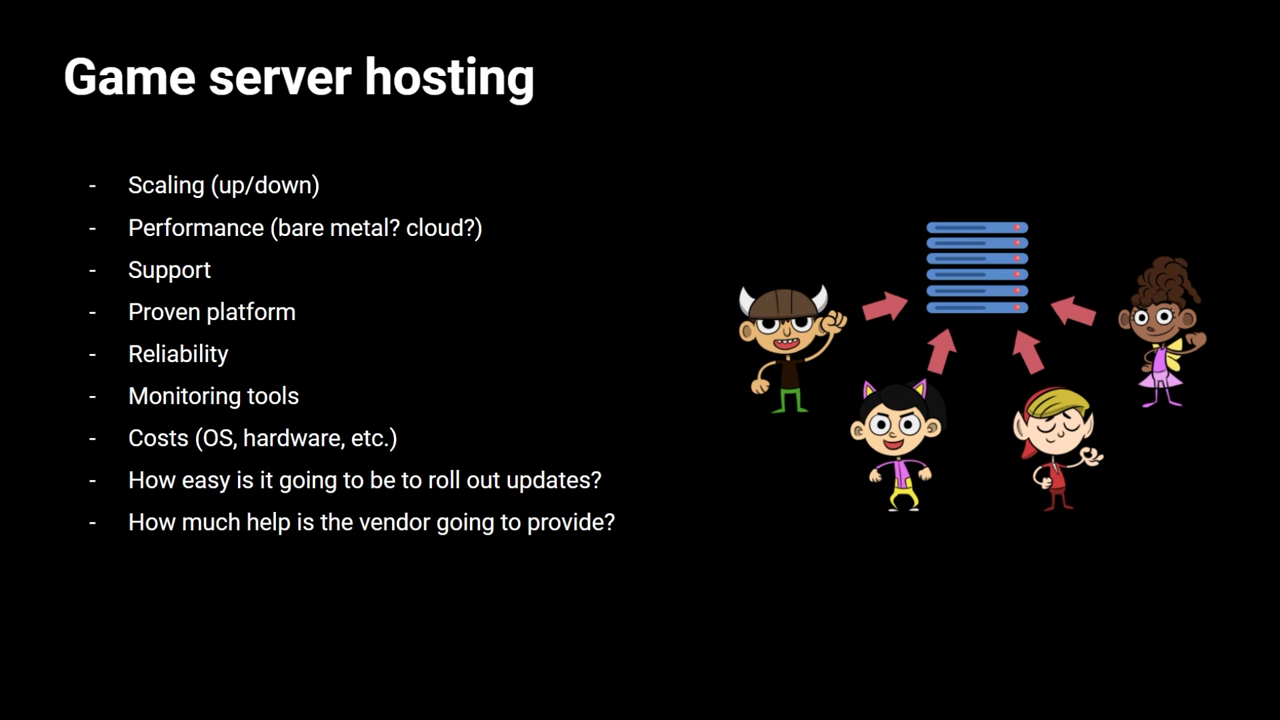 Game server hosting
- Scaling (up/down)
- Performance (bare metal? cloud?)
- Support
- Proven platform
- Reliability
- Monitoring tools
- Costs (OS, hardware, etc.)
- How easy is it going to be to roll out updates?
- How much help is the vendor going to provide?